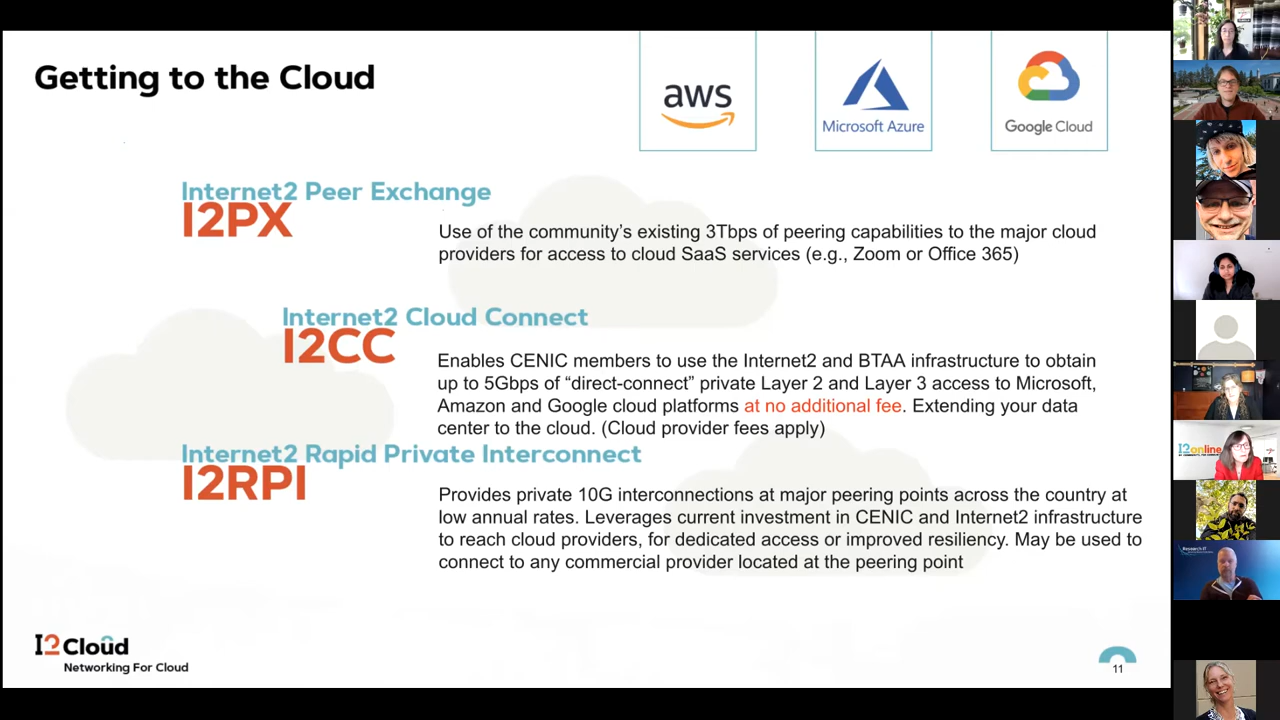 Getting to the Cloud
aws
Microsoft Azure
Google Cloud
Internet2 Peer Exchange
I2PX
Use of the community’s existing 3Tbps of peering capabilities to the major cloud
providers for access to cloud SaaS services (e.g., Zoom or Office 365)
Internet2 Cloud Connect
I2CC
Enables CENIC members to use the Internet2 and BTAA infrastructure to obtain
up to 5Gbps of “direct-connect” private Layer 2 and Layer 3 access to Microsoft,
Amazon and Google cloud platforms at no additional fee. Extending your data
center to the cloud. (Cloud provider fees apply)
Internet2 Rapid Private Interconnect
I2RPI
Provides private 10G interconnections at major peering points across the country at
low annual rates. Leverages current investment in CENIC and Internet2 infrastructure
to reach cloud providers, for dedicated access or improved resiliency. May be used to
connect to any commercial provider located at the peering point
I2 Cloud
Networking For Cloud
11
I2online
Research IT